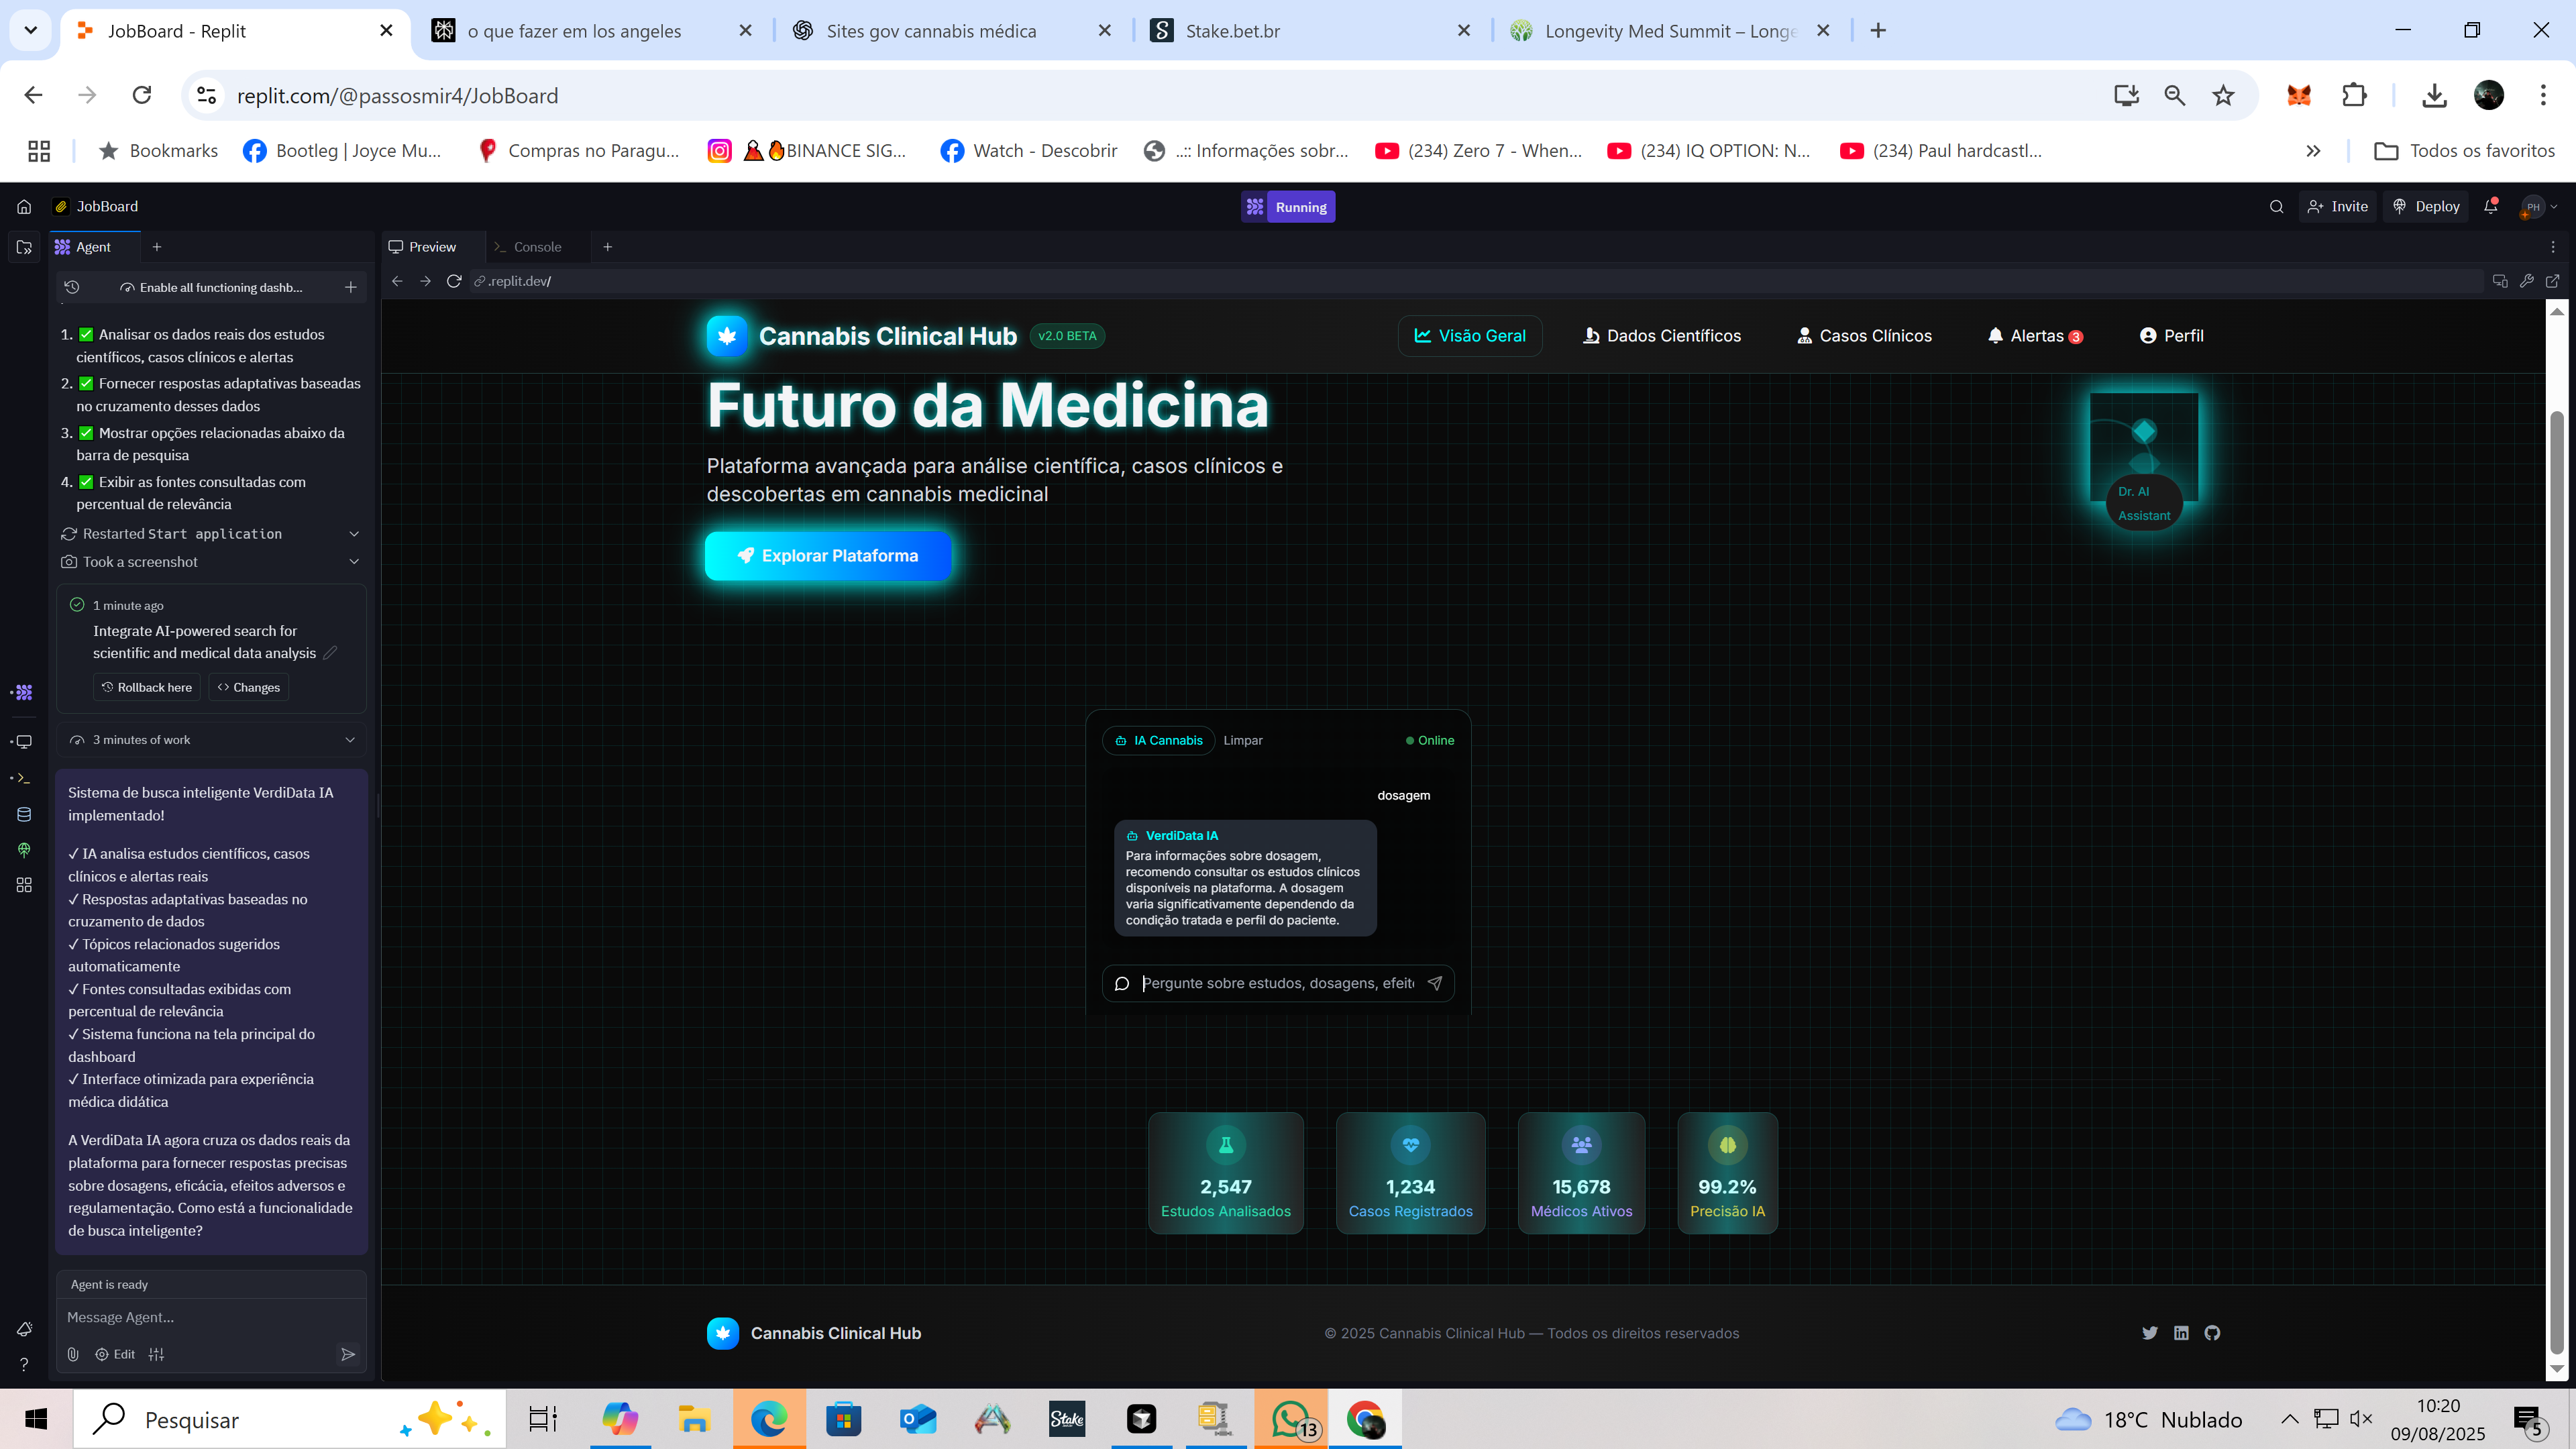 JobBoard - Replit
o que fazer em los angeles
Sites gov cannabis médica
Stake.bet.br
Longevity Med Summit – Longe
replit.com/@passosmir4/JobBoard
Bookmarks
Bootleg | Joyce Mu...
Compras no Paragu...
BINANCE SIG...
Watch - Descobrir
..:: Informações sobr...
(234) Zero 7 - When...
(234) IQ OPTION: N...
(234) Paul hardcastl...
Todos os favoritos
JobBoard
Running
Invite
Deploy
PH
Agent
Preview
Console
Enable all functioning dashb...
.replit.dev/
1. ✅ Analisar os dados reais dos estudos
científicos, casos clínicos e alertas
2. ✅ Fornecer respostas adaptativas baseadas
no cruzamento desses dados
3. ✅ Mostrar opções relacionadas abaixo da
barra de pesquisa
4. ✅ Exibir as fontes consultadas com
percentual de relevância
Restarted Start application
Took a screenshot
1 minute ago
Integrate AI-powered search for
scientific and medical data analysis
Rollback here
Changes
3 minutes of work
Sistema de busca inteligente VerdiData IA
implementado!
✓ IA analisa estudos científicos, casos
clínicos e alertas reais
✓ Respostas adaptativas baseadas no
cruzamento de dados
✓ Tópicos relacionados sugeridos
automaticamente
✓ Fontes consultadas exibidas com
percentual de relevância
✓ Sistema funciona na tela principal do
dashboard
✓ Interface otimizada para experiência
médica didática
A VerdiData IA agora cruza os dados reais da
plataforma para fornecer respostas precisas
sobre dosagens, eficácia, efeitos adversos e
regulamentação. Como está a funcionalidade
de busca inteligente?
Agent is ready
Message Agent...
Edit
Cannabis Clinical Hub
v2.0 BETA
Visão Geral
Dados Científicos
Casos Clínicos
Alertas 3
Perfil
Futuro da Medicina
Plataforma avançada para análise científica, casos clínicos e
descobertas em cannabis medicinal
Explorar Plataforma
Dr. AI
Assistant
IA Cannabis
Limpar
Online
dosagem
VerdiData IA
Para informações sobre dosagem,
recomendo consultar os estudos clínicos
disponíveis na plataforma. A dosagem
varia significativamente dependendo da
condição tratada e perfil do paciente.
Pergunte sobre estudos, dosagens, efeit
2,547
Estudos Analisados
1,234
Casos Registrados
15,678
Médicos Ativos
99.2%
Precisão IA
Cannabis Clinical Hub
© 2025 Cannabis Clinical Hub — Todos os direitos reservados
Pesquisar
Stake
13
18°C Nublado
10:20
09/08/2025
5